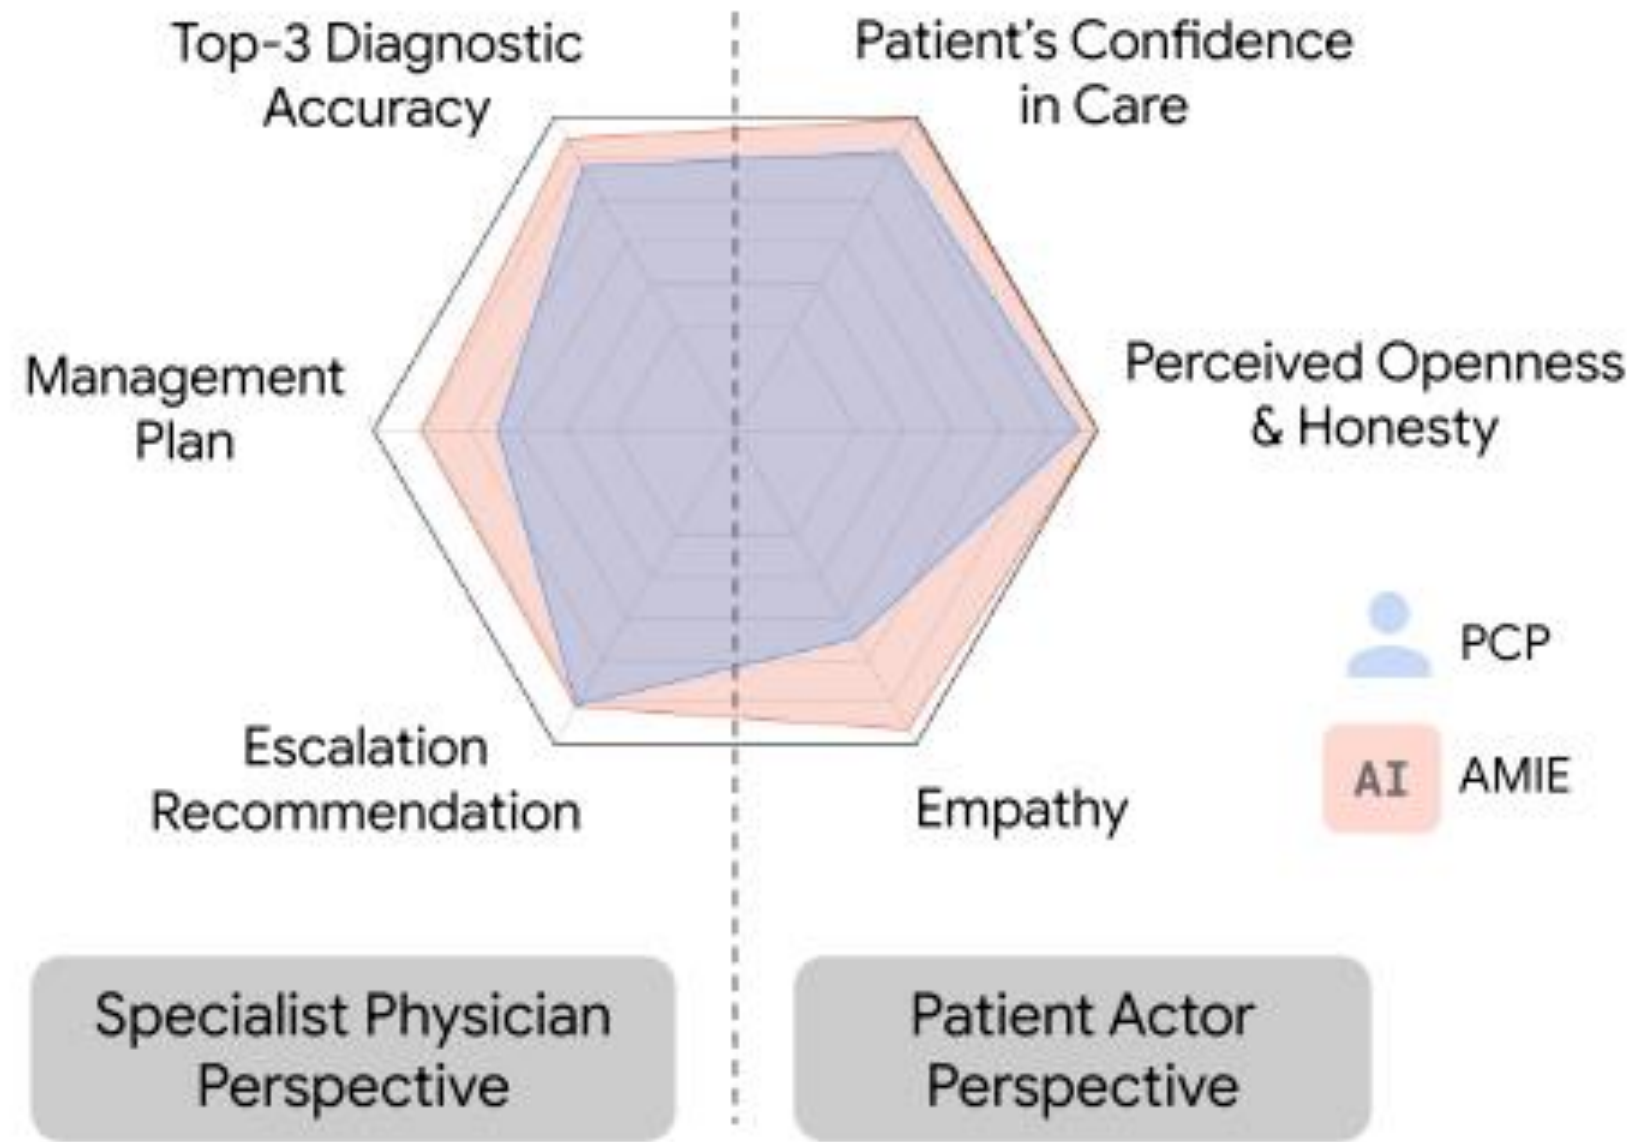 Top-3 Diagnostic
Accuracy
Patient's Confidence
in Care
Management
Plan
Perceived Openness
& Honesty
Escalation
Recommendation
Empathy
PCP
AI AMIE
Specialist Physician
Perspective
Patient Actor
Perspective